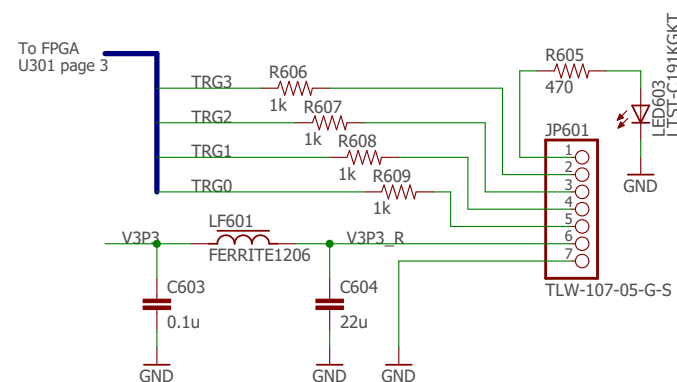 To FPGA
U301 page 3
TRG3
R606
1k
TRG2
R607
1k
TRG1
R608
1k
TRG0
R609
1k
R605
470
LED603
LTST-C191KGKT
GND
JP601
1
2
3
4
5
6
7
TLW-107-05-G-S
V3P3
LF601
FERRITE1206
V3P3_R
C603
0.1u
GND
C604
22u
GND
GND